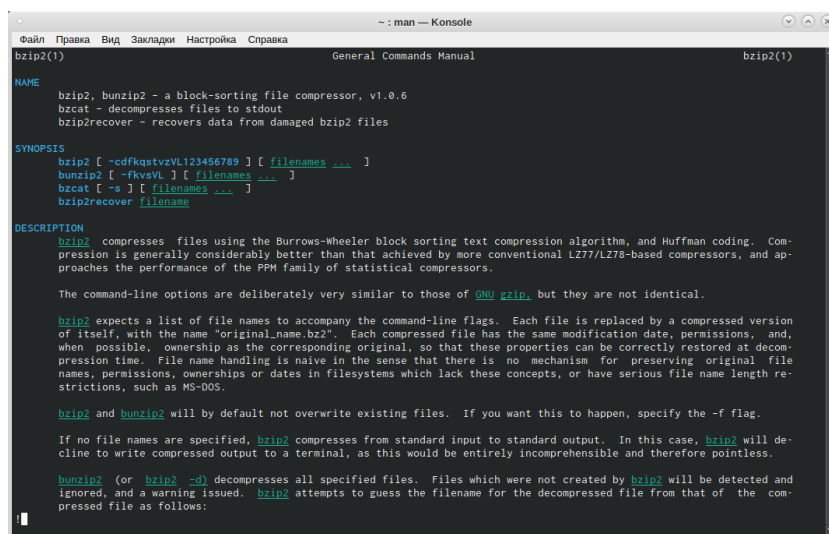 ~ : man — Konsole
Файл Правка Вид Закладки Настройка Справка
bzip2(1) General Commands Manual bzip2(1)
NAME
bzip2, bunzip2 - a block-sorting file compressor, v1.0.6
bzcat - decompresses files to stdout
bzip2recover - recovers data from damaged bzip2 files
SYNOPSIS
bzip2 [ -cdfkqstvzVL123456789 ] [ filenames ... ]
bunzip2 [ -fkvsVL ] [ filenames ... ]
bzcat [ -s ] [ filenames ... ]
bzip2recover filename
DESCRIPTION
bzip2 compresses files using the Burrows-Wheeler block sorting text compression algorithm, and Huffman coding. Com-
pression is generally considerably better than that achieved by more conventional LZ77/LZ78-based compressors, and ap-
proaches the performance of the PPM family of statistical compressors.
The command-line options are deliberately very similar to those of GNU gzip, but they are not identical.
bzip2 expects a list of file names to accompany the command-line flags. Each file is replaced by a compressed version
of itself, with the name "original_name.bz2". Each compressed file has the same modification date, permissions, and,
when possible, ownership as the corresponding original, so that these properties can be correctly restored at decom-
pression time. File name handling is naive in the sense that there is no mechanism for preserving original file
names, permissions, ownerships or dates in filesystems which lack these concepts, or have serious file name length re-
strictions, such as MS-DOS.
bzip2 and bunzip2 will by default not overwrite existing files. If you want this to happen, specify the -f flag.
If no file names are specified, bzip2 compresses from standard input to standard output. In this case, bzip2 will de-
cline to write compressed output to a terminal, as this would be entirely incomprehensible and therefore pointless.
bunzip2 (or bzip2 -d) decompresses all specified files. Files which were not created by bzip2 will be detected and
ignored, and a warning issued. bzip2 attempts to guess the filename for the decompressed file from that of the com-
pressed file as follows:
!